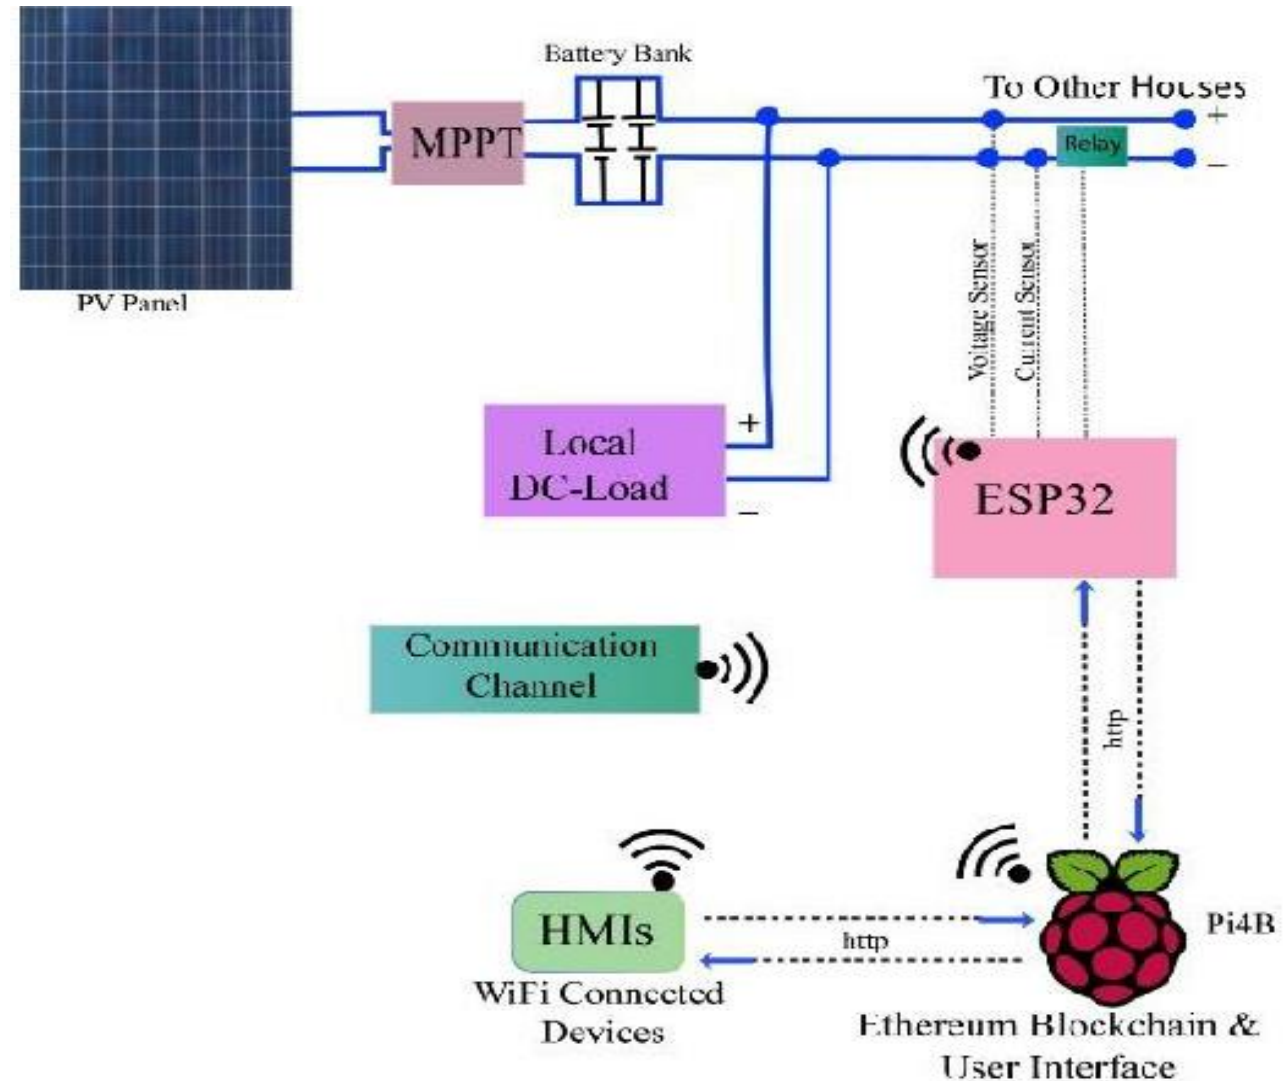 Battery Bank
To Other Houses
+
MPPT
Relay
−
PV Panel
Voltage Sensor
Current Sensor
+
Local
DC-Load
−
ESP32
Communication
Channel
http
HMIs
http
Pi4B
WiFi Connected
Devices
Ethereum Blockchain &
User Interface